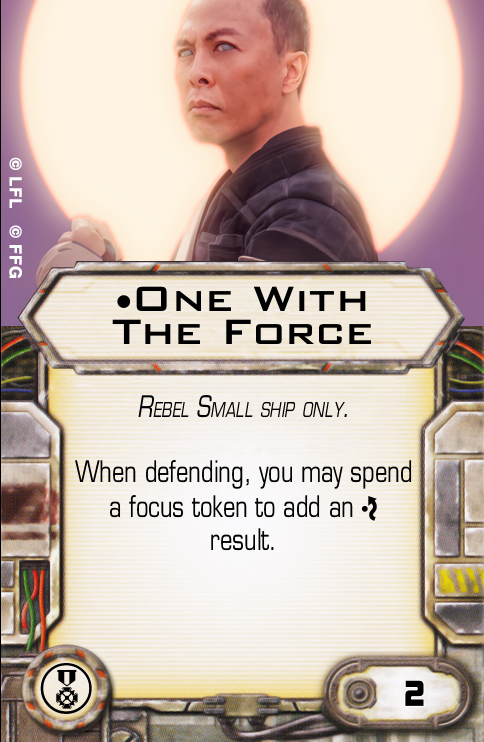 © LFL © FFG
•ONE WITH
THE FORCE
REBEL SMALL SHIP ONLY.
When defending, you may spend
a focus token to add an
result.
2